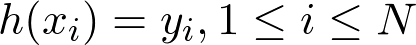 h(x_i) = y_i, 1 ≤ i ≤ N